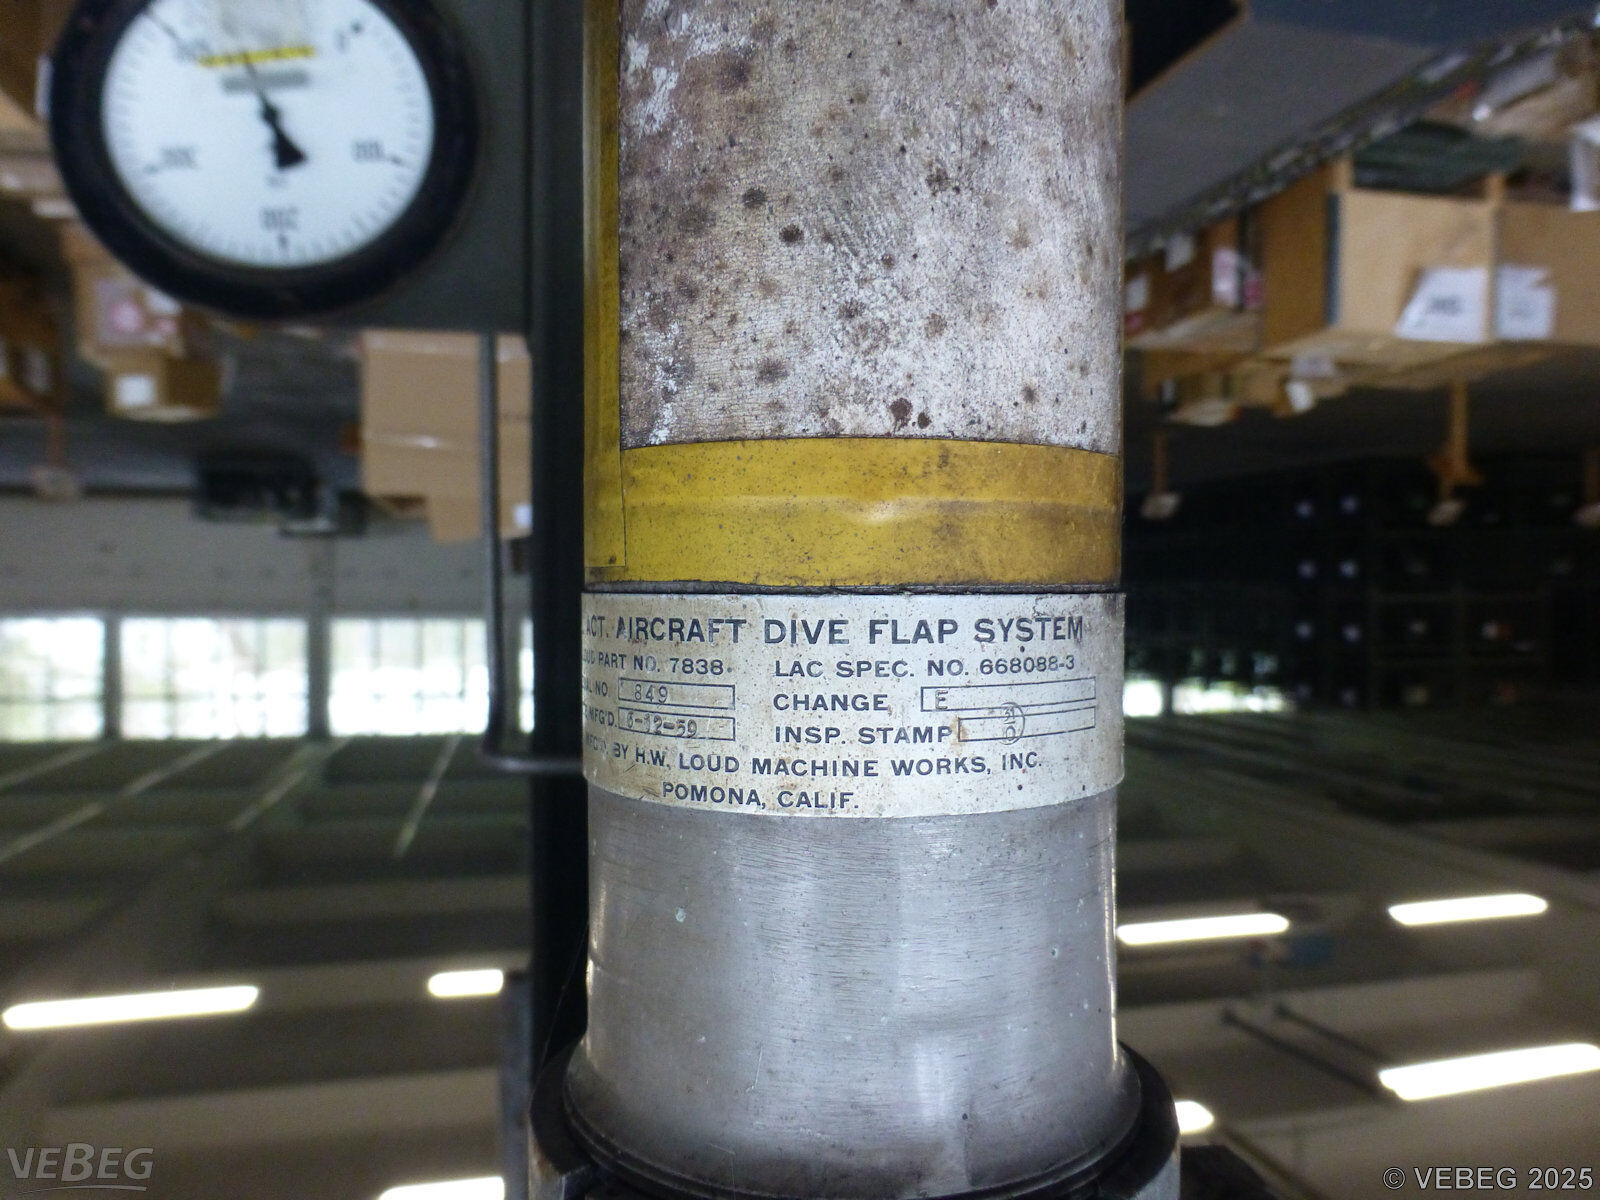 ACT. AIRCRAFT DIVE FLAP SYSTEM
PART NO. 7838 LAC SPEC. NO. 668088-3
NO 849 CHANGE E
MFG'D. 6-12-59 INSP. STAMP
BY H.W. LOUD MACHINE WORKS, INC.
POMONA, CALIF.
200
VEBEG
© VEBEG 2025